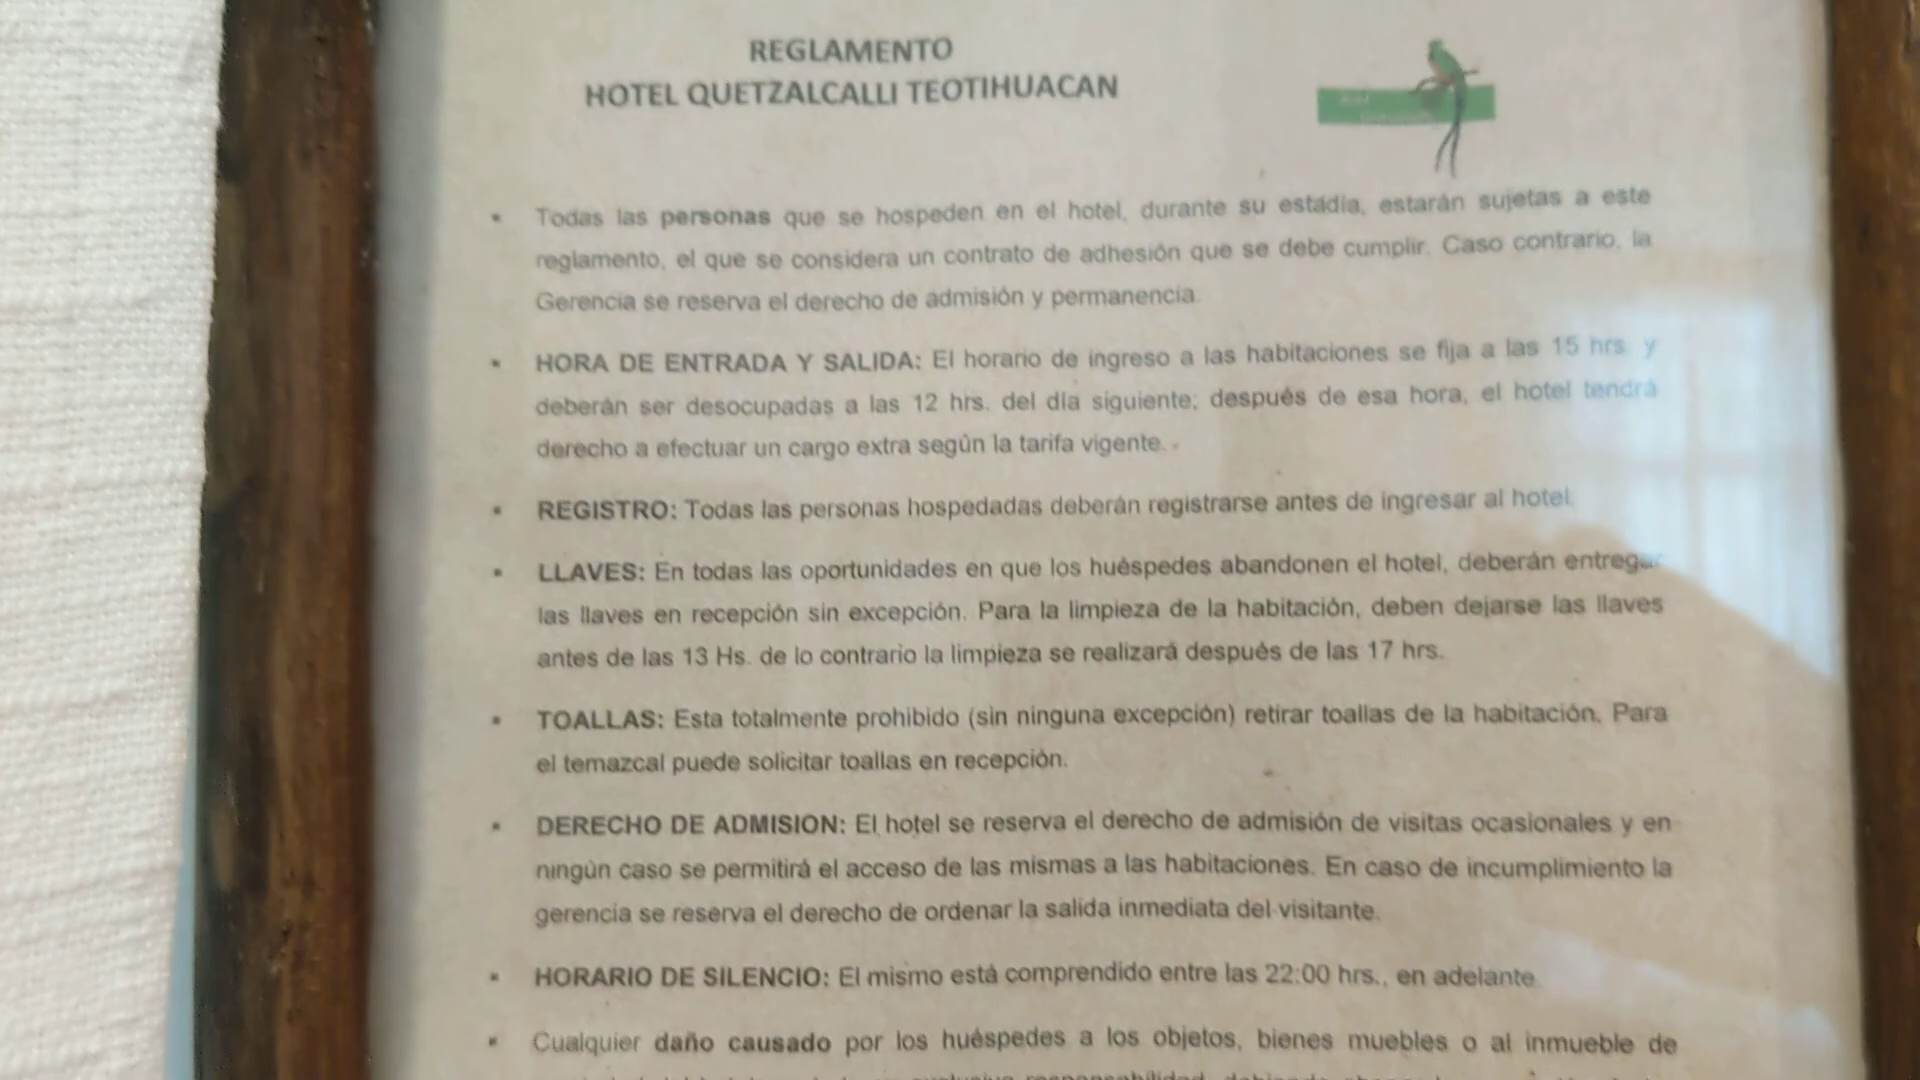 REGLAMENTO
HOTEL QUETZALCALLI TEOTIHUACAN
▪ Todas las personas que se hospeden en el hotel, durante su estadía, estarán sujetas a este
reglamento, el que se considera un contrato de adhesión que se debe cumplir. Caso contrario, la
Gerencia se reserva el derecho de admisión y permanencia.
▪ HORA DE ENTRADA Y SALIDA: El horario de ingreso a las habitaciones se fija a las 15 hrs. y
deberán ser desocupadas a las 12 hrs. del día siguiente; después de esa hora, el hotel tendrá
derecho a efectuar un cargo extra según la tarifa vigente.
▪ REGISTRO: Todas las personas hospedadas deberán registrarse antes de ingresar al hotel.
▪ LLAVES: En todas las oportunidades en que los huéspedes abandonen el hotel, deberán entregar
las llaves en recepción sin excepción. Para la limpieza de la habitación, deben dejarse las llaves
antes de las 13 Hs. de lo contrario la limpieza se realizará después de las 17 hrs.
▪ TOALLAS: Esta totalmente prohibido (sin ninguna excepción) retirar toallas de la habitación. Para
el temazcal puede solicitar toallas en recepción.
▪ DERECHO DE ADMISION: El hotel se reserva el derecho de admisión de visitas ocasionales y en
ningún caso se permitirá el acceso de las mismas a las habitaciones. En caso de incumplimiento la
gerencia se reserva el derecho de ordenar la salida inmediata del visitante.
▪ HORARIO DE SILENCIO: El mismo está comprendido entre las 22:00 hrs., en adelante.
▪ Cualquier daño causado por los huéspedes a los objetos, bienes muebles o al inmueble de